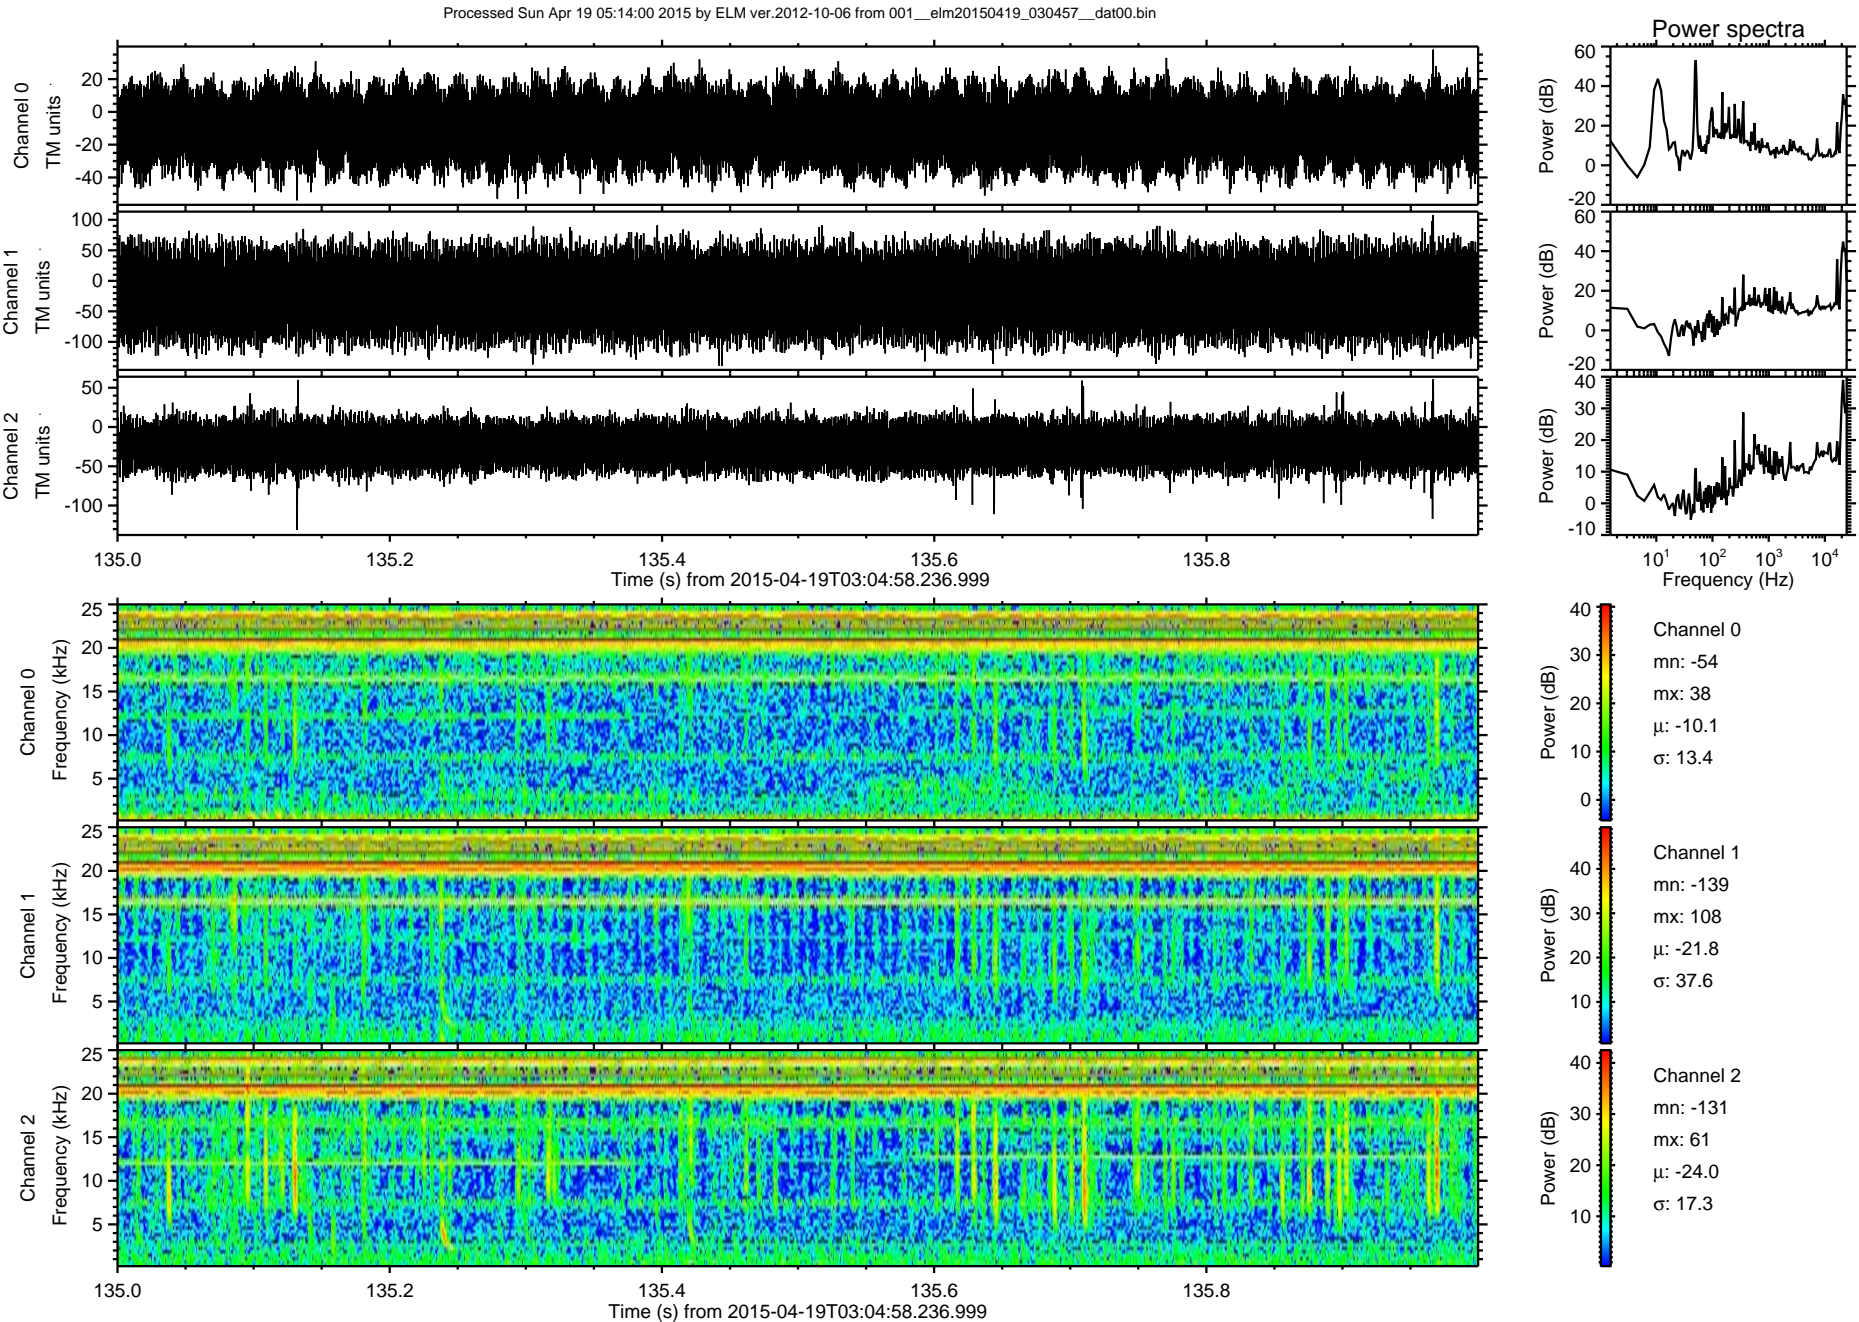 Processed Sun Apr 19 05:14:00 2015 by ELM ver.2012-10-06 from 001__elm20150419_030457__dat00.bin
Power spectra
Channel 0
TM units
20
0
-20
-40
Power (dB)
60
40
20
0
-20
Channel 1
TM units
100
50
0
-50
-100
Power (dB)
60
40
20
0
-20
Channel 2
TM units
50
0
-50
-100
Power (dB)
40
30
20
10
0
-10
135.0 135.2 135.4 135.6 135.8
Time (s) from 2015-04-19T03:04:58.236.999
10^1 10^2 10^3 10^4
Frequency (Hz)
Channel 0
Frequency (kHz)
25
20
15
10
5
Power (dB)
40
30
20
10
0
Channel 0
mn: -54
mx: 38
μ: -10.1
σ: 13.4
Channel 1
Frequency (kHz)
25
20
15
10
5
Power (dB)
40
30
20
10
Channel 1
mn: -139
mx: 108
μ: -21.8
σ: 37.6
Channel 2
Frequency (kHz)
25
20
15
10
5
Power (dB)
40
30
20
10
Channel 2
mn: -131
mx: 61
μ: -24.0
σ: 17.3
135.0 135.2 135.4 135.6 135.8
Time (s) from 2015-04-19T03:04:58.236.999